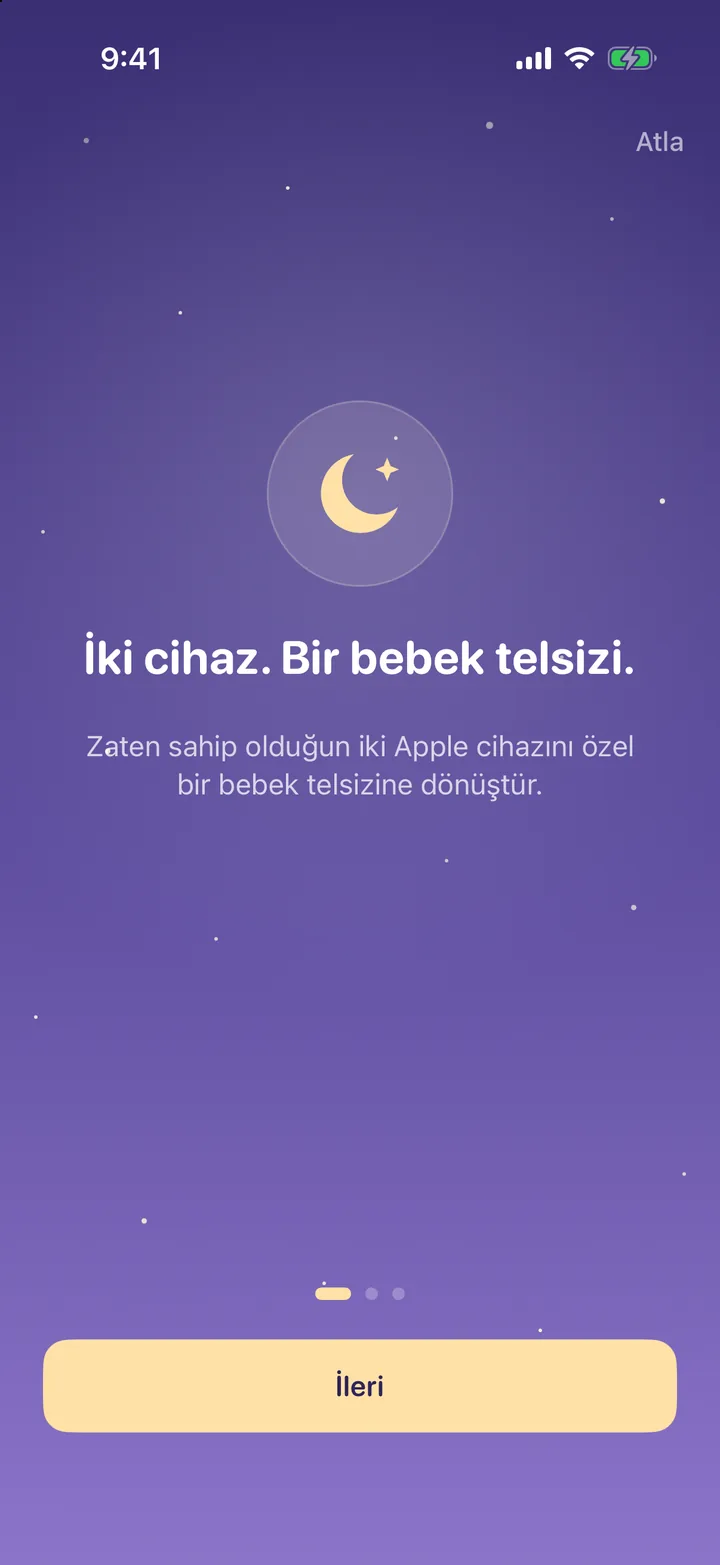 9:41
Atla
İki cihaz. Bir bebek telsizi.
Zaten sahip olduğun iki Apple cihazını özel
bir bebek telsizine dönüştür.
İleri